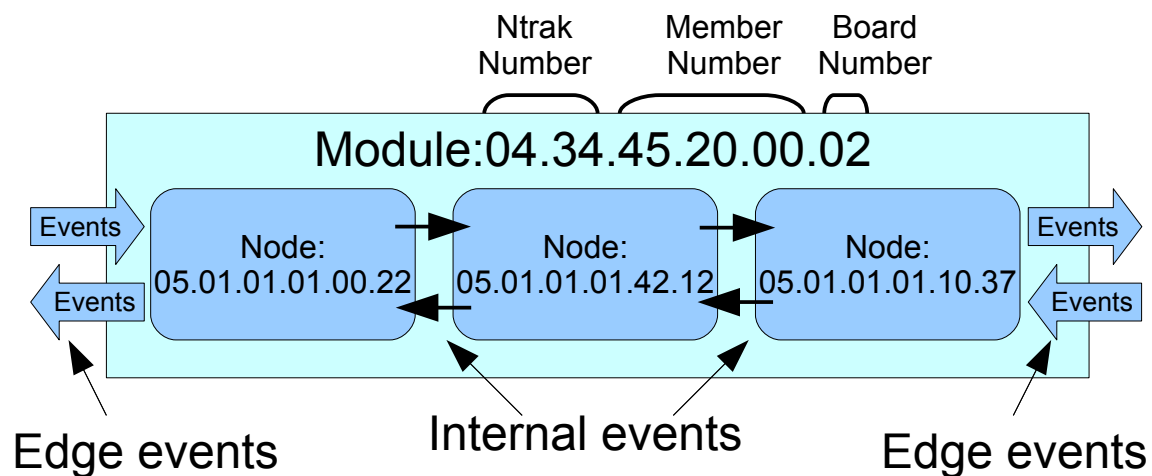 Ntrak
Number
Member
Number
Board
Number
Module:04.34.45.20.00.02
Events
Events
Node:
05.01.01.01.00.22
Node:
05.01.01.01.42.12
Node:
05.01.01.01.10.37
Events
Events
Edge events
Internal events
Edge events